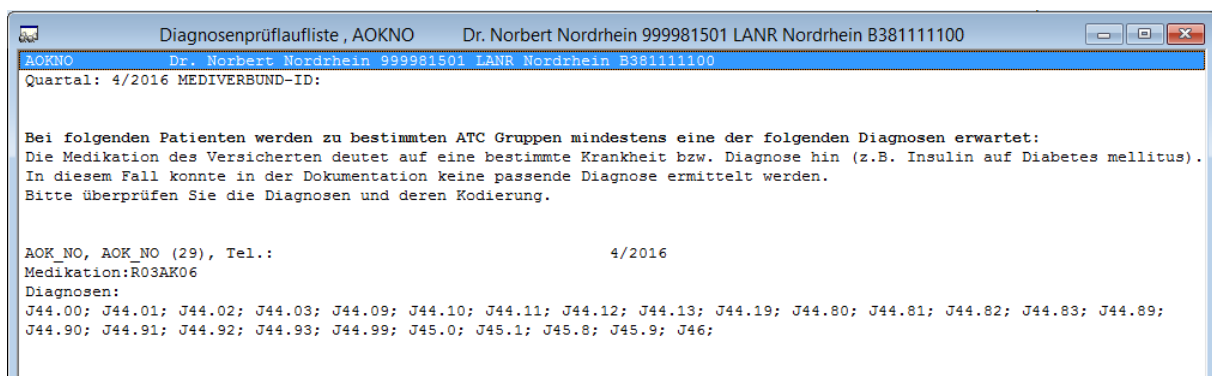 Diagnosenprüflaufliste , AOKNO Dr. Norbert Nordrhein 999981501 LANR Nordrhein B381111100
AOKNO Dr. Norbert Nordrhein 999981501 LANR Nordrhein B381111100
Quartal: 4/2016 MEDIVERBUND-ID:
Bei folgenden Patienten werden zu bestimmten ATC Gruppen mindestens eine der folgenden Diagnosen erwartet:
Die Medikation des Versicherten deutet auf eine bestimmte Krankheit bzw. Diagnose hin (z.B. Insulin auf Diabetes mellitus).
In diesem Fall konnte in der Dokumentation keine passende Diagnose ermittelt werden.
Bitte überprüfen Sie die Diagnosen und deren Kodierung.
AOK_NO, AOK_NO (29), Tel.: 4/2016
Medikation:R03AK06
Diagnosen:
J44.00; J44.01; J44.02; J44.03; J44.09; J44.10; J44.11; J44.12; J44.13; J44.19; J44.80; J44.81; J44.82; J44.83; J44.89;
J44.90; J44.91; J44.92; J44.93; J44.99; J45.0; J45.1; J45.8; J45.9; J46;